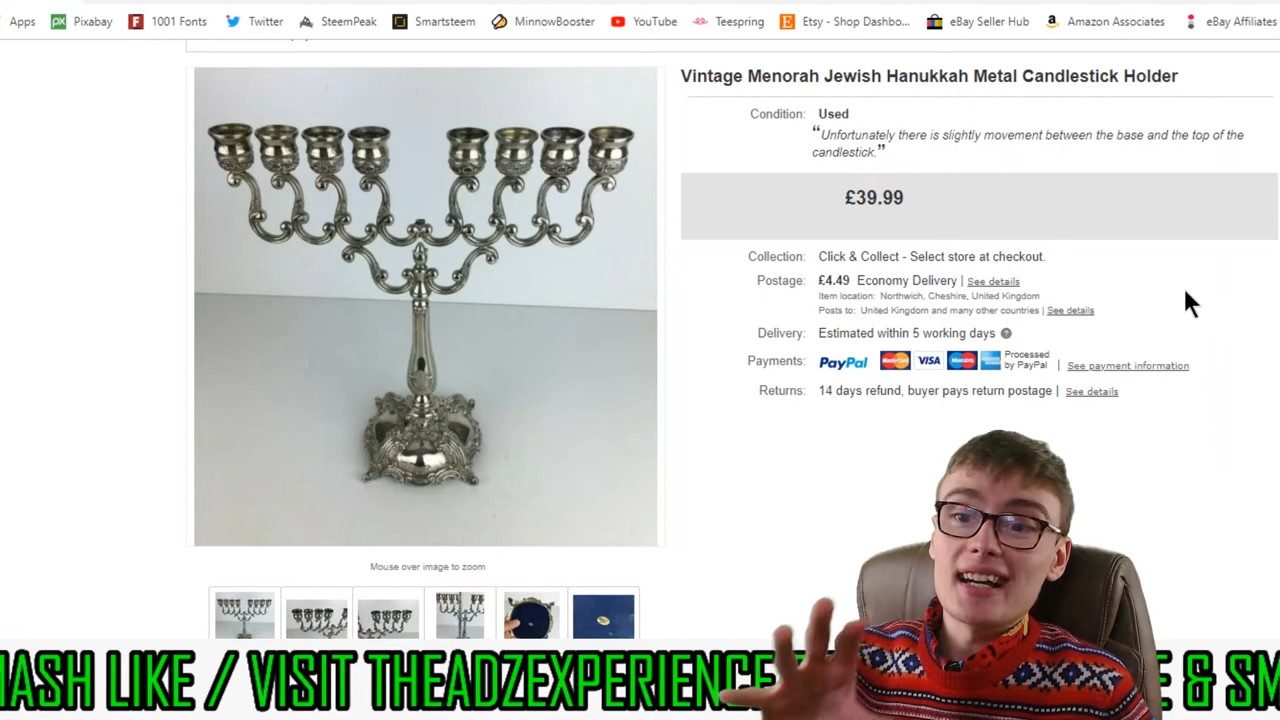 Apps Pixabay 1001 Fonts Twitter SteemPeak Smartsteem MinnowBooster YouTube Teespring Etsy - Shop Dashbo... eBay Seller Hub Amazon Associates eBay Affiliates
Vintage Menorah Jewish Hanukkah Metal Candlestick Holder
Condition: Used
“Unfortunately there is slightly movement between the base and the top of the
candlestick.”
£39.99
Collection: Click & Collect - Select store at checkout.
Postage: £4.49 Economy Delivery | See details
Item location: Northwich, Cheshire, United Kingdom
Posts to: United Kingdom and many other countries | See details
Delivery: Estimated within 5 working days
Payments: PayPal MasterCard VISA Maestro Processed
by PayPal | See payment information
Returns: 14 days refund, buyer pays return postage | See details
Mouse over image to zoom
MASH LIKE / VISIT THEADZEXPERIENCE E & SM